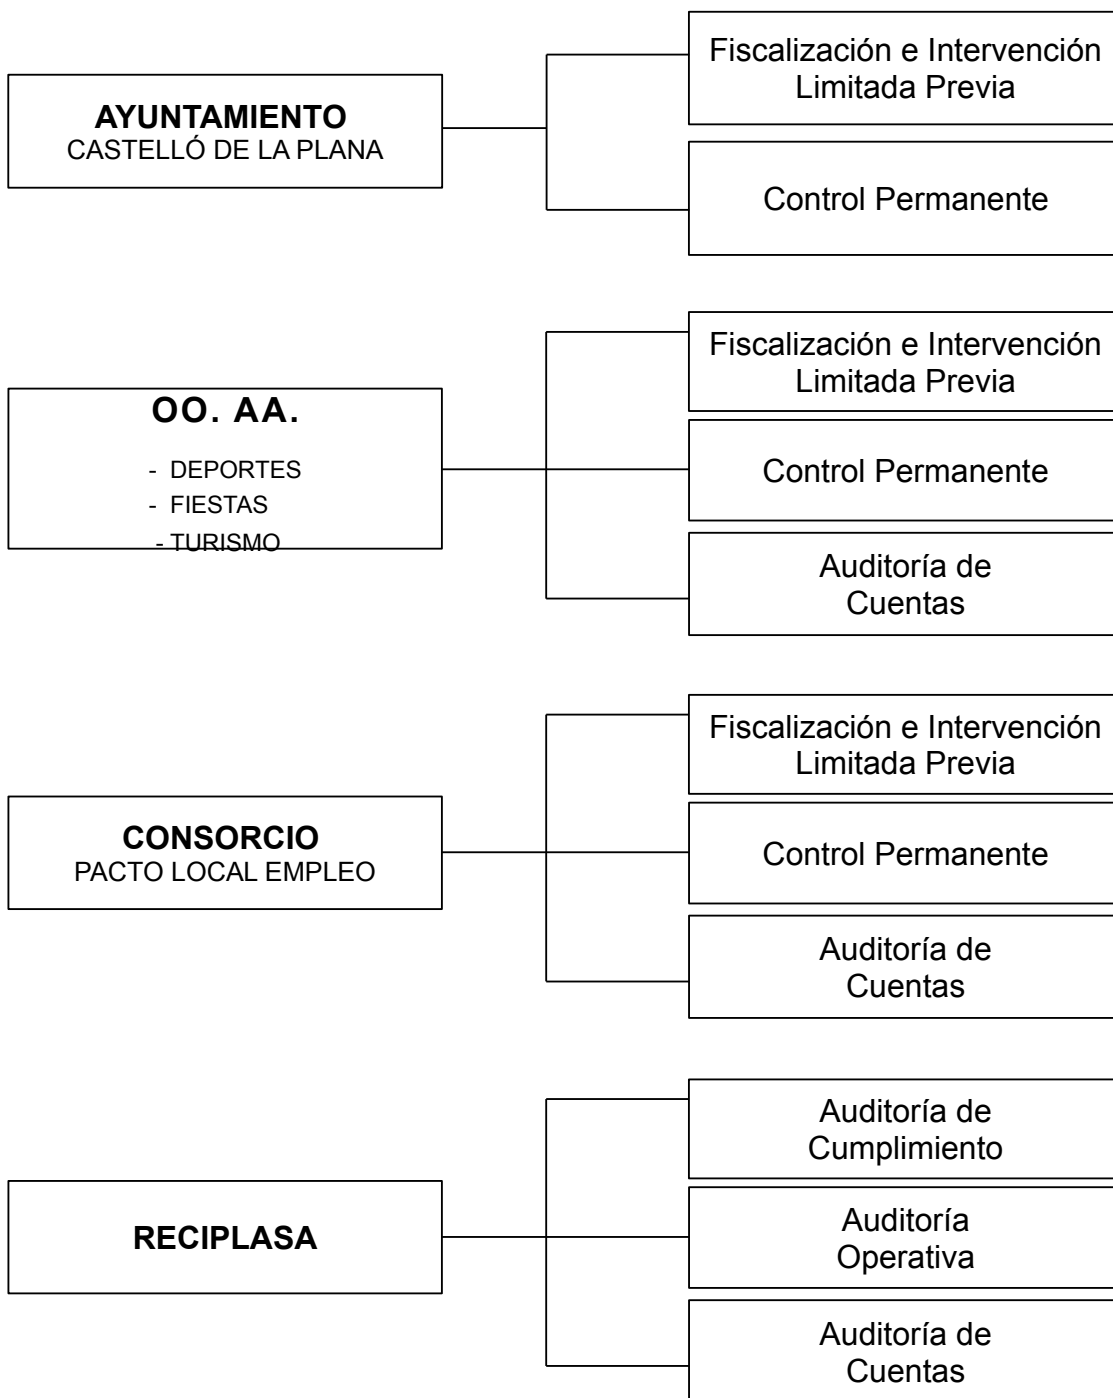 AYUNTAMIENTO
CASTELLÓ DE LA PLANA
Fiscalización e Intervención
Limitada Previa
Control Permanente
OO. AA.
- DEPORTES
- FIESTAS
- TURISMO
Fiscalización e Intervención
Limitada Previa
Control Permanente
Auditoría de
Cuentas
CONSORCIO
PACTO LOCAL EMPLEO
Fiscalización e Intervención
Limitada Previa
Control Permanente
Auditoría de
Cuentas
RECIPLASA
Auditoría de
Cumplimiento
Auditoría
Operativa
Auditoría de
Cuentas